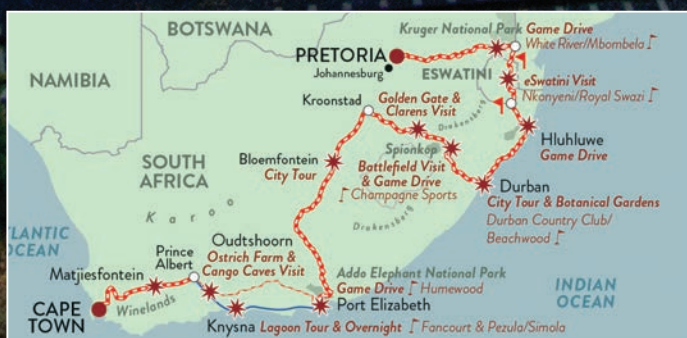 BOTSWANA
NAMIBIA
SOUTH
AFRICA
Karoo
ATLANTIC
OCEAN
INDIAN
OCEAN
PRETORIA
Johannesburg
Kruger National Park
Game Drive
White River/Mbombela
ESWATINI
eSwatini Visit
Nkonyeni/Royal Swazi
Kroonstad
Golden Gate &
Clarens Visit
Drakensberg
Hluhluwe
Game Drive
Spionkop
Battlefield Visit
& Game Drive
Champagne Sports
Bloemfontein
City Tour
Durban
City Tour & Botanical Gardens
Durban Country Club/
Beachwood
Drakensberg
Oudtshoorn
Ostrich Farm &
Cango Caves Visit
Prince
Albert
Matjiesfontein
Addo Elephant National Park
Game Drive Humewood
Port Elizabeth
CAPE
TOWN
Winelands
Knysna Lagoon Tour & Overnight Fancourt & Pezula/Simola